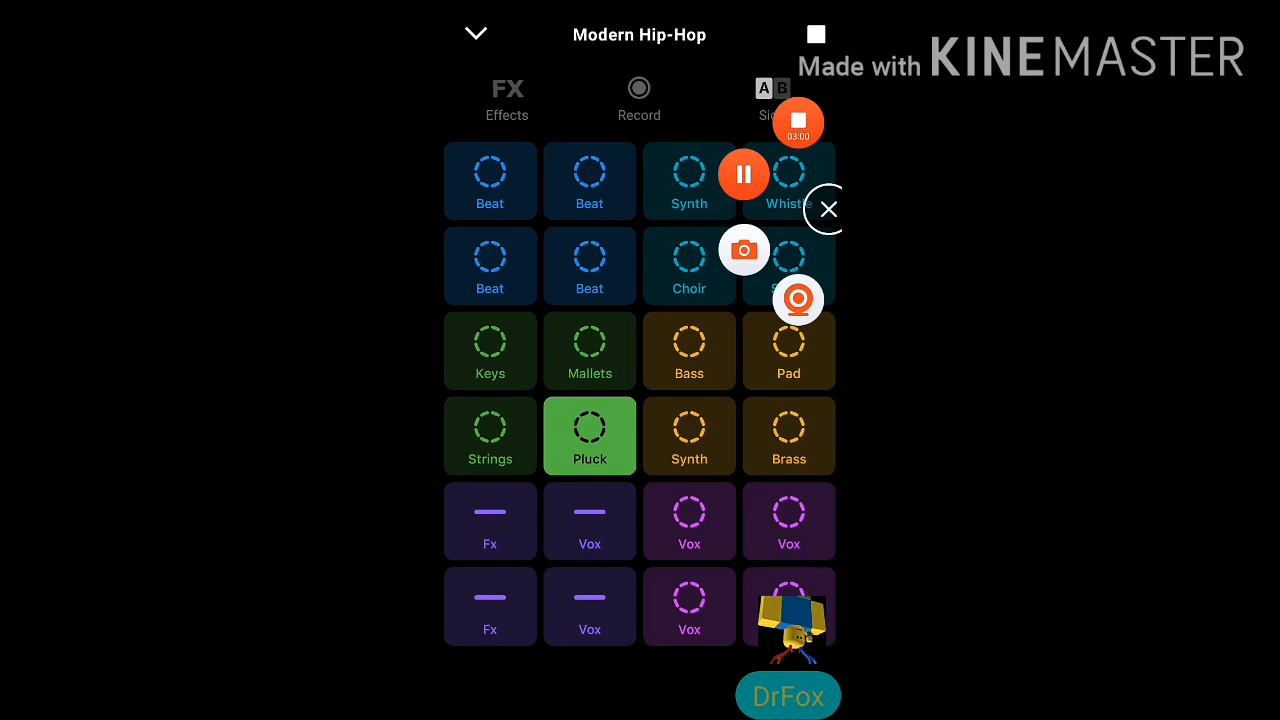 Modern Hip-Hop
Made with KINEMASTER
FX
A B
Effects
Record
03:00
Beat
Beat
Synth
Whistle
Beat
Beat
Choir
Keys
Mallets
Bass
Pad
Strings
Pluck
Synth
Brass
Fx
Vox
Vox
Vox
Fx
Vox
Vox
DrFox